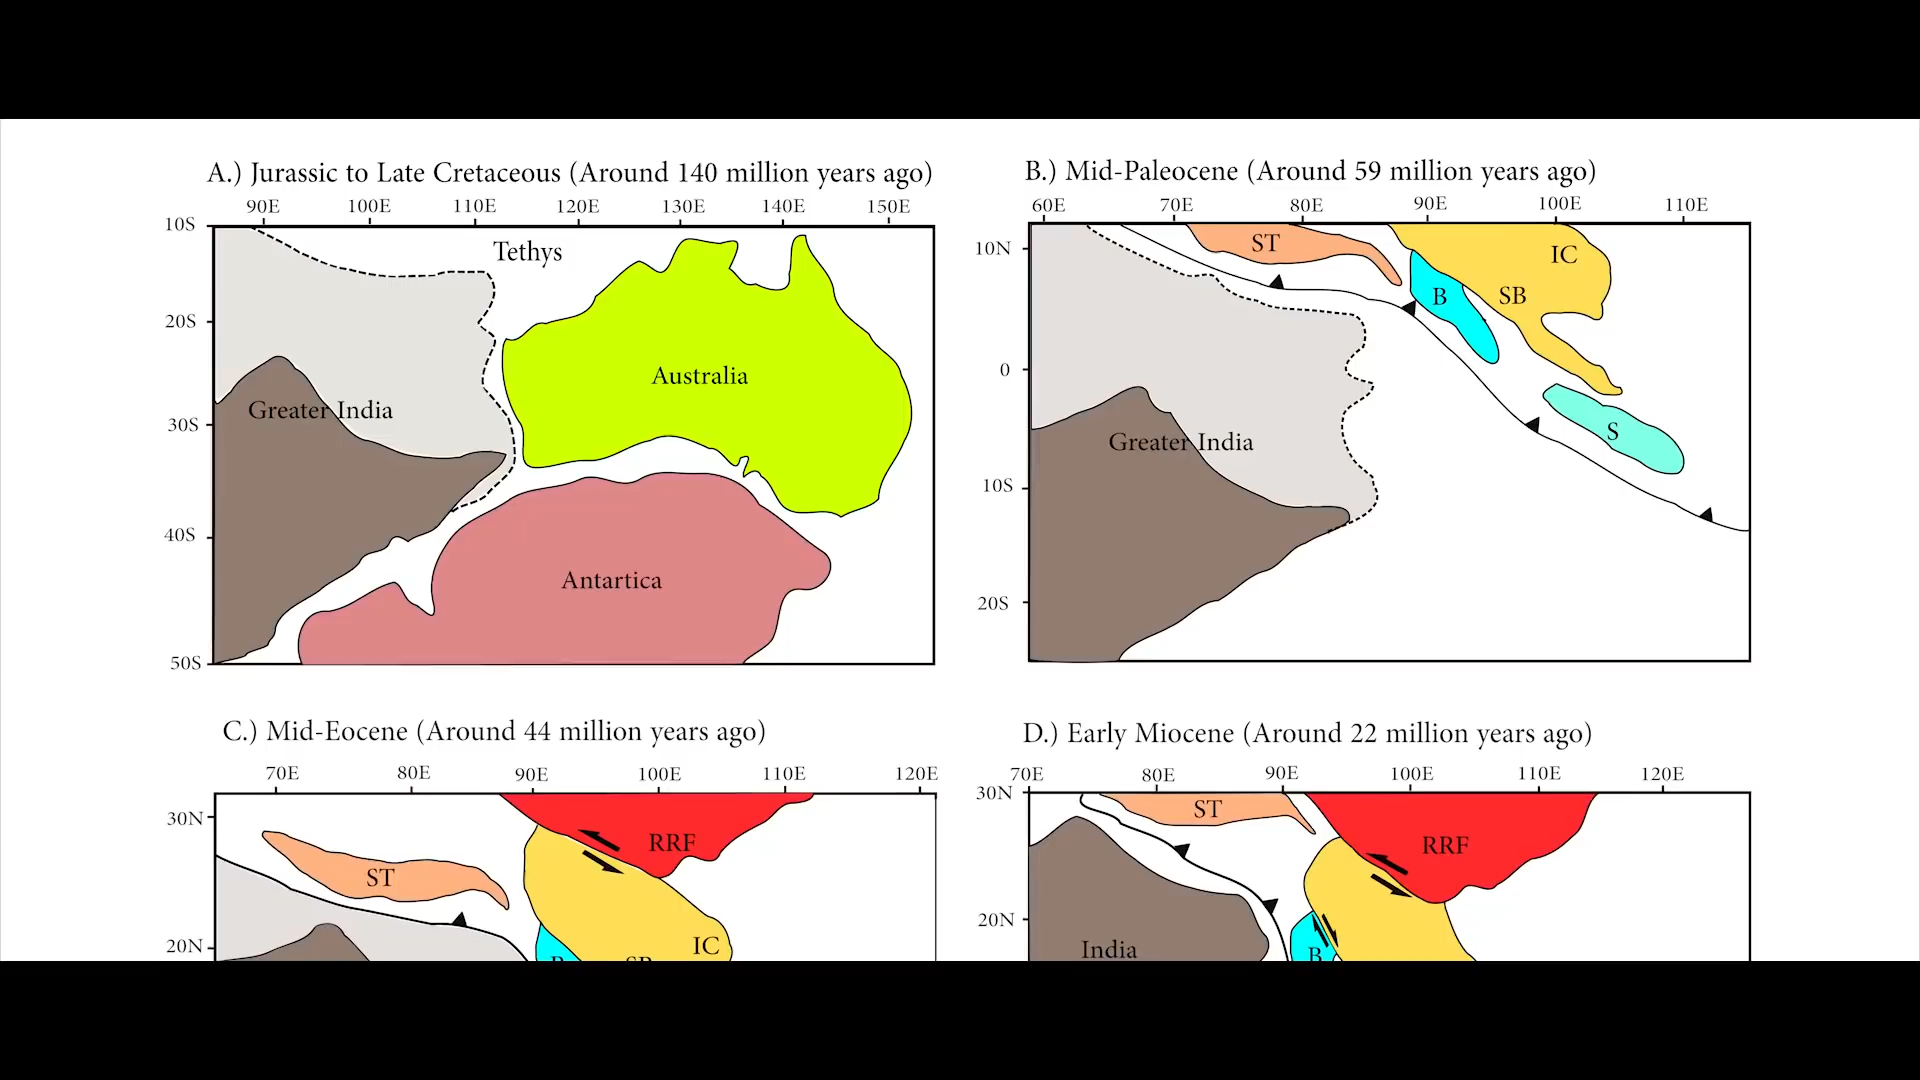 A.) Jurassic to Late Cretaceous (Around 140 million years ago)
90E 100E 110E 120E 130E 140E 150E
10S
Tethys
20S
Australia
Greater India
30S
40S
Antartica
50S
B.) Mid-Paleocene (Around 59 million years ago)
60E 70E 80E 90E 100E 110E
10N
ST
IC
B
SB
0
S
Greater India
10S
20S
C.) Mid-Eocene (Around 44 million years ago)
70E 80E 90E 100E 110E 120E
30N
RRF
ST
20N
IC
B
SB
D.) Early Miocene (Around 22 million years ago)
70E 80E 90E 100E 110E 120E
30N
ST
RRF
20N
India
B